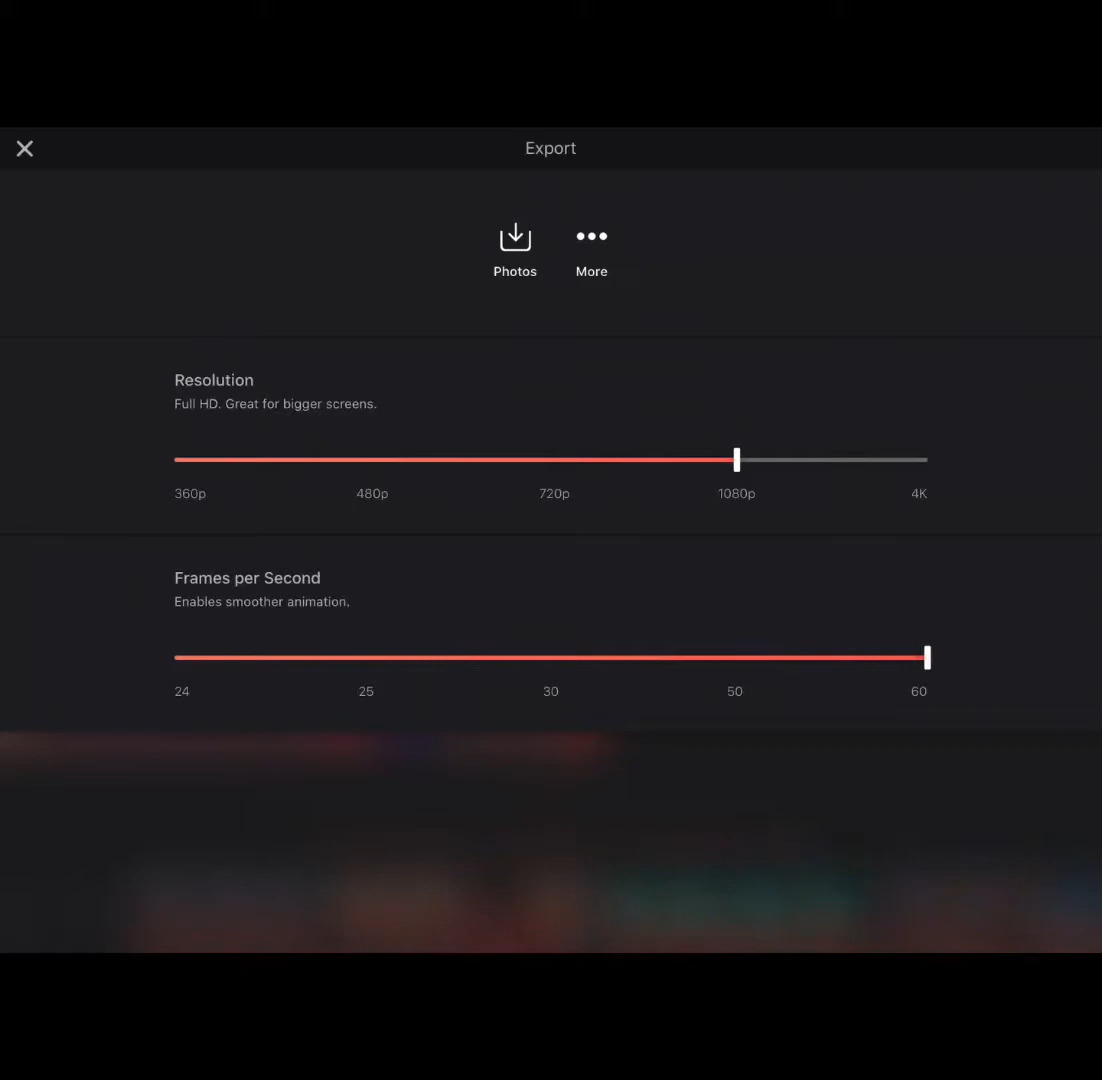 Export
Photos More
Resolution
Full HD. Great for bigger screens.
360p 480p 720p 1080p 4K
Frames per Second
Enables smoother animation.
24 25 30 50 60